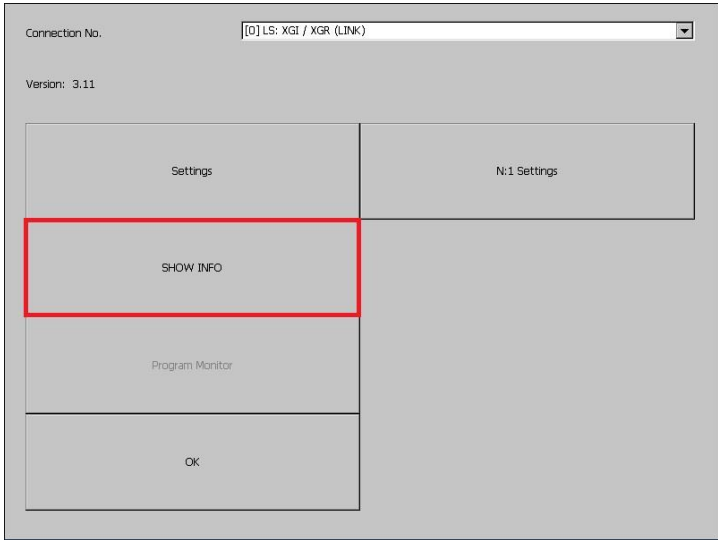 Connection No.
[0] LS: XGI / XGR (LINK)
Version: 3.11
Settings
N:1 Settings
SHOW INFO
Program Monitor
OK